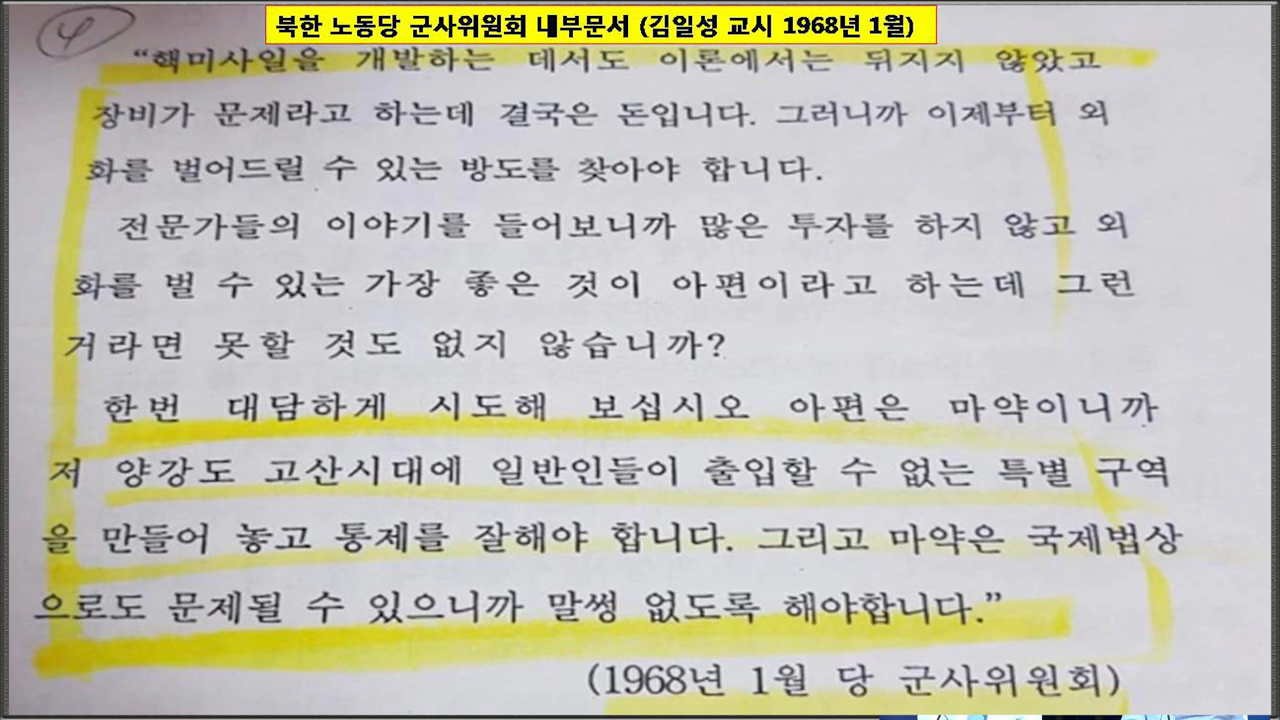 4
북한 노동당 군사위원회 내부문서 (김일성 교시 1968년 1월)
“핵미사일을 개발하는 데서도 이론에서는 뒤지지 않았고
장비가 문제라고 하는데 결국은 돈입니다. 그러니까 이제부터 외
화를 벌어드릴 수 있는 방도를 찾아야 합니다.
전문가들의 이야기를 들어보니까 많은 투자를 하지 않고 외
화를 벌 수 있는 가장 좋은 것이 아편이라고 하는데 그런
거라면 못할 것도 없지 않습니까?
한번 대담하게 시도해 보십시오 아편은 마약이니까
저 양강도 고산시대에 일반인들이 출입할 수 없는 특별 구역
을 만들어 놓고 통제를 잘해야 합니다. 그리고 마약은 국제법상
으로도 문제될 수 있으니까 말썽 없도록 해야합니다.”
(1968년 1월 당 군사위원회)